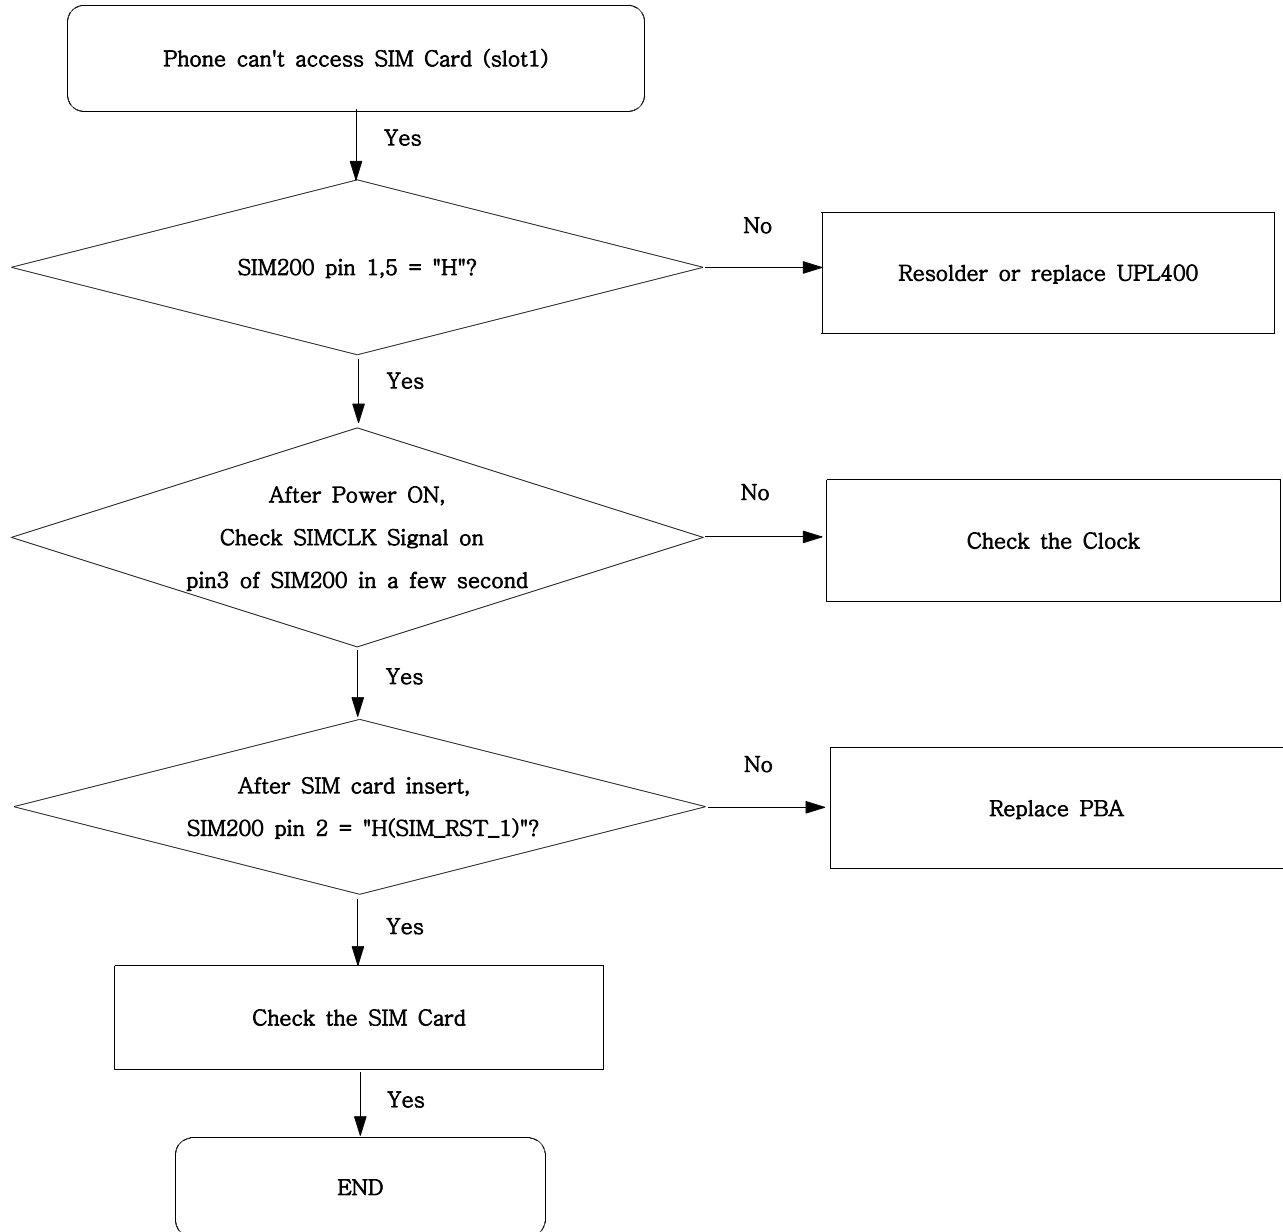 Phone can't access SIM Card (slot1)
Yes
SIM200 pin 1,5 = "H"?
No
Resolder or replace UPL400
Yes
After Power ON,
Check SIMCLK Signal on
pin3 of SIM200 in a few second
No
Check the Clock
Yes
After SIM card insert,
SIM200 pin 2 = "H(SIM_RST_1)"?
No
Replace PBA
Yes
Check the SIM Card
Yes
END